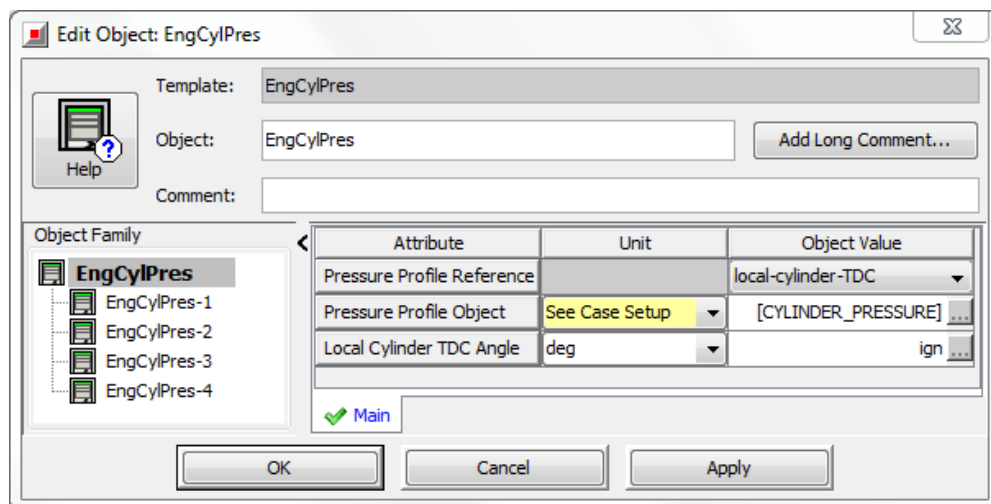 Edit Object: EngCylPres
Template: EngCylPres
Object: EngCylPres Add Long Comment...
Help
Comment:
Object Family
EngCylPres
EngCylPres-1
EngCylPres-2
EngCylPres-3
EngCylPres-4
Attribute Unit Object Value
Pressure Profile Reference local-cylinder-TDC
Pressure Profile Object See Case Setup [CYLINDER_PRESSURE] ...
Local Cylinder TDC Angle deg ign ...
Main
OK Cancel Apply